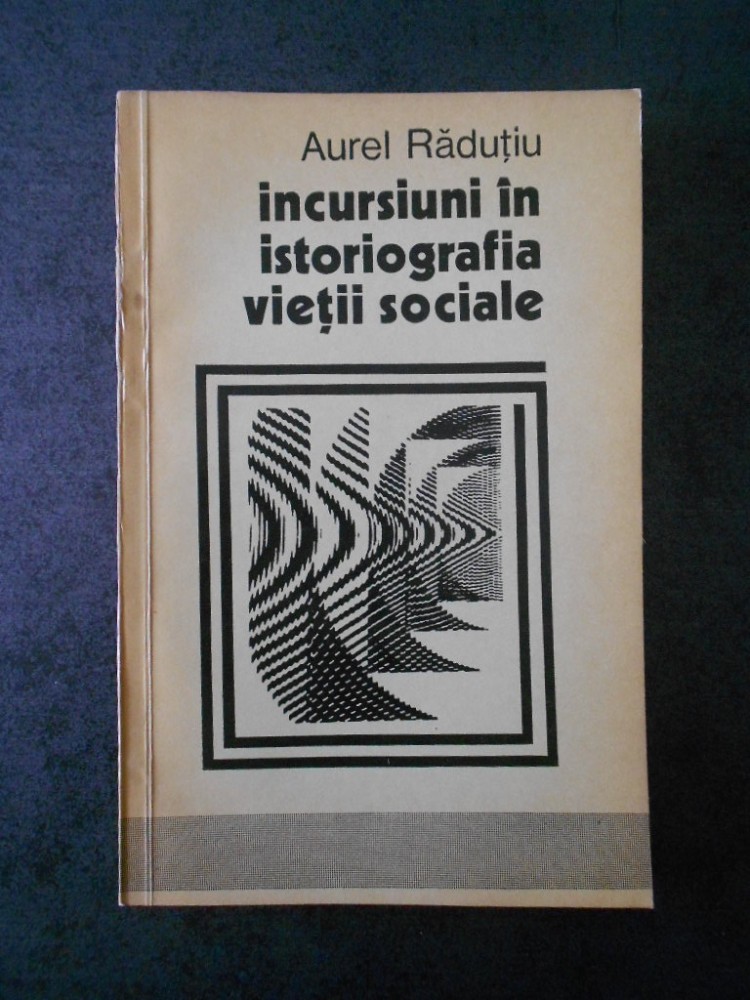 Aurel Răduțiu
incursiuni în
istoriografia
vieții sociale